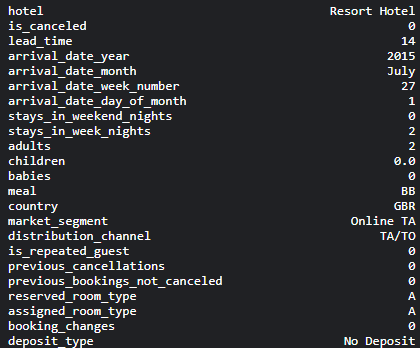 hotel Resort Hotel
is_canceled 0
lead_time 14
arrival_date_year 2015
arrival_date_month July
arrival_date_week_number 27
arrival_date_day_of_month 1
stays_in_weekend_nights 0
stays_in_week_nights 2
adults 2
children 0.0
babies 0
meal BB
country GBR
market_segment Online TA
distribution_channel TA/TO
is_repeated_guest 0
previous_cancellations 0
previous_bookings_not_canceled 0
reserved_room_type A
assigned_room_type A
booking_changes 0
deposit_type No Deposit